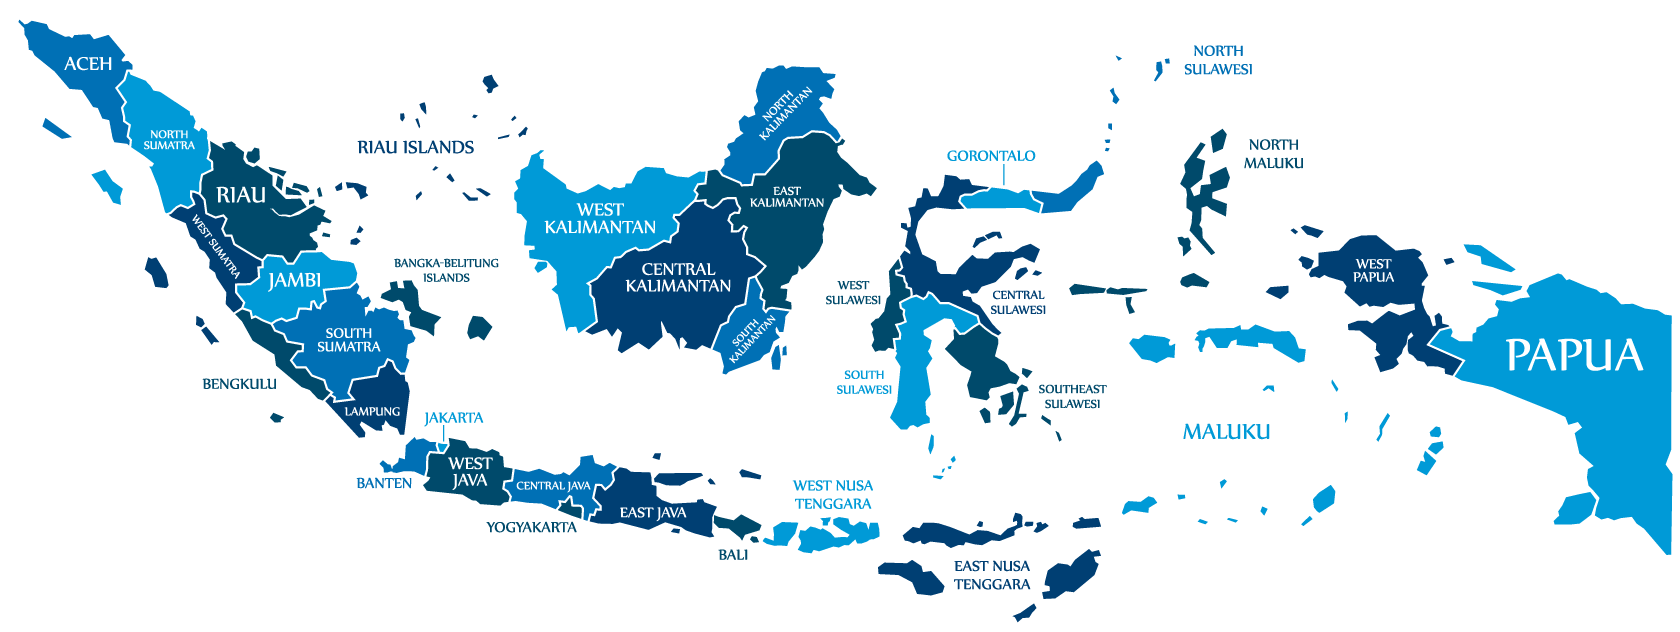 ACEH
NORTH
SUMATRA
RIAU
WEST SUMATRA
RIAU ISLANDS
JAMBI
BANGKA-BELITUNG
ISLANDS
SOUTH
SUMATRA
BENGKULU
LAMPUNG
JAKARTA
BANTEN
WEST
JAVA
CENTRAL JAVA
YOGYAKARTA
EAST JAVA
BALI
WEST
KALIMANTAN
CENTRAL
KALIMANTAN
NORTH
KALIMANTAN
EAST
KALIMANTAN
SOUTH
KALIMANTAN
WEST NUSA
TENGGARA
EAST NUSA
TENGGARA
GORONTALO
NORTH
SULAWESI
WEST
SULAWESI
CENTRAL
SULAWESI
SOUTH
SULAWESI
SOUTHEAST
SULAWESI
NORTH
MALUKU
MALUKU
WEST
PAPUA
PAPUA